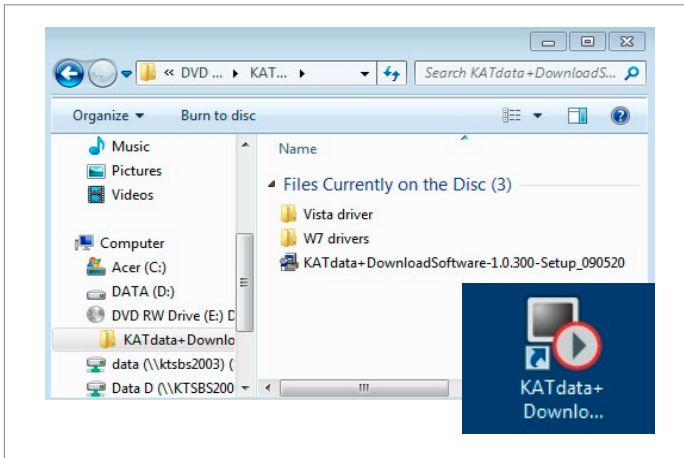 « DVD ... ▸ KAT... ▸
Search KATdata+DownloadS...
Organize ▾ Burn to disc
Music
Pictures
Videos
Computer
Acer (C:)
DATA (D:)
DVD RW Drive (E:) D
KATdata+Downlo
data (\\ktsbs2003) (
Data D (\\KTSBS200
Name
Files Currently on the Disc (3)
Vista driver
W7 drivers
KATdata+DownloadSoftware-1.0.300-Setup_090520
KATdata+
Downlo...